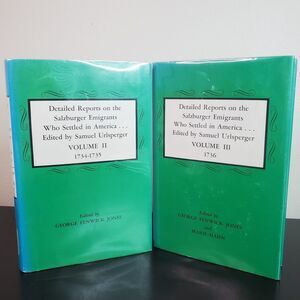 Detailed Reports on the
Salzburger Emigrants
Who Settled in America . . .
Edited by Samuel Urlsperger
VOLUME II
1734-1735
Edited by
GEORGE FENWICK JONES
Detailed Reports on the
Salzburger Emigrants
Who Settled in America . . .
Edited by Samuel Urlsperger
VOLUME III
1736
Edited by
GEORGE FENWICK JONES
and
MARIE HAHN